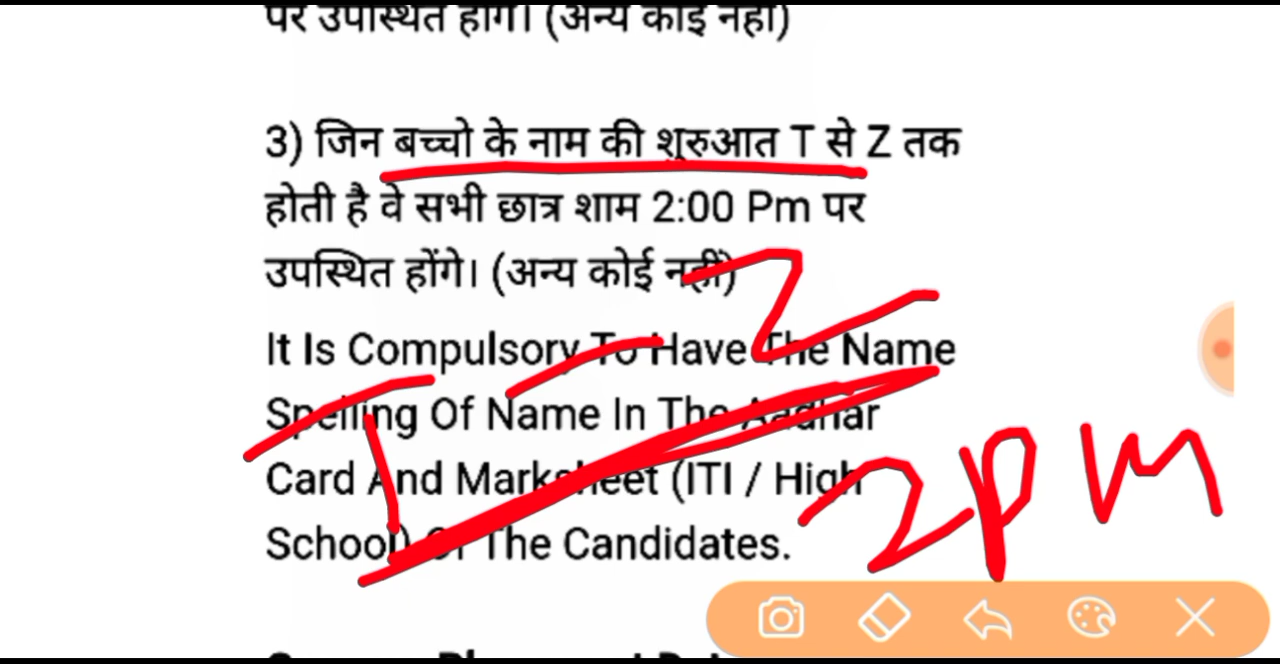 पर उपस्थित होंगे। (अन्य कोई नहीं)
3) जिन बच्चो के नाम की शुरुआत T से Z तक
होती है वे सभी छात्र शाम 2:00 Pm पर
उपस्थित होंगे। (अन्य कोई नहीं)
It Is Compulsory To Have The Name
Spelling Of Name In The Aadhar
Card And Marksheet (ITI / High
School) Of The Candidates.
T - Z
2pm